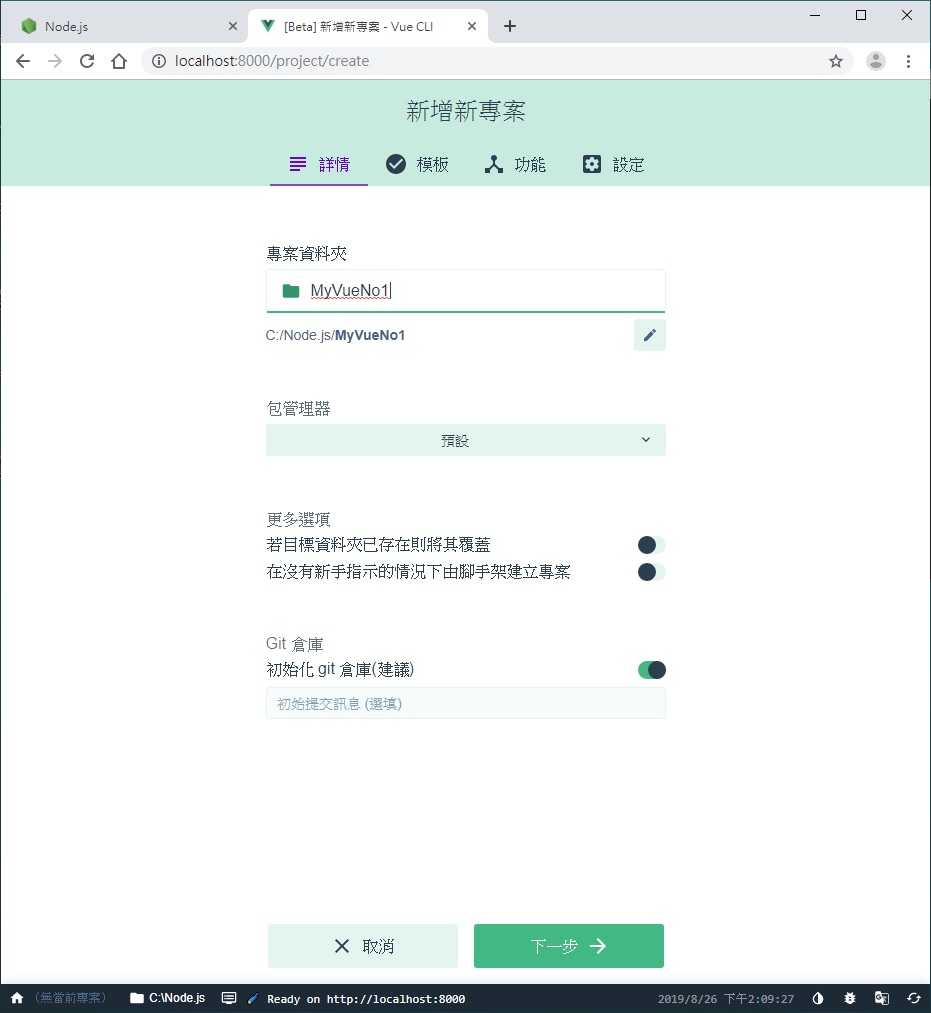 Node.js
[Beta] 新增新專案 - Vue CLI
localhost:8000/project/create
新增新專案
詳情 模板 功能 設定
專案資料夾
MyVueNo1
C:/Node.js/MyVueNo1
包管理器
預設
更多選項
若目標資料夾已存在則將其覆蓋
在沒有新手指示的情況下由腳手架建立專案
Git 倉庫
初始化 git 倉庫(建議)
初始提交訊息 (選填)
取消 下一步
(無當前專案) C:\Node.js Ready on http://localhost:8000 2019/8/26 下午2:09:27